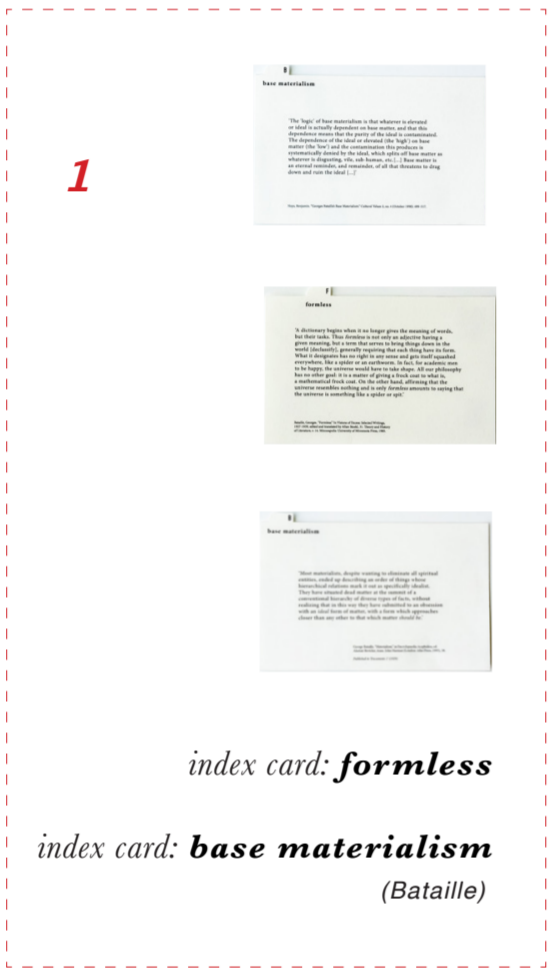 1
B
base materialism
'The 'logic' of base materialism is that whatever is elevated
or ideal is actually dependent on base matter, and that this
dependence means that the purity of the ideal is contaminated.
The dependence of the ideal or elevated (the 'high') on base
matter (the 'low') and the contamination this produces is
systematically denied by the ideal, which splits off base matter as
whatever is disgusting, vile, sub-human, etc. [...] Base matter is
an eternal reminder, and remainder, of all that threatens to drag
down and ruin the ideal [...]'
F
formless
'A dictionary begins when it no longer gives the meaning of words,
but their tasks. Thus formless is not only an adjective having a
given meaning, but a term that serves to bring things down in the
world [declassify], generally requiring that each thing have its form.
What it designates has no right in any sense and gets itself squashed
everywhere, like a spider or an earthworm. In fact, for academic men
to be happy, the universe would have to take shape. All our philosophy
has no other goal: it is a matter of giving a frock coat to what is,
a mathematical frock coat. On the other hand, affirming that the
universe resembles nothing and is only formless amounts to saying that
the universe is something like a spider or spit.'
B
base materialism
'Most materialism, despite wanting to eliminate all spiritual
entities, ended up describing an order of things whose
hierarchical relations mark it out as specifically idealist.
They have situated dead matter at the summit of a
conventional hierarchy of diverse types of facts, without
realising that in this way they have submitted to an obsession
with an ideal form of matter, with a form which approaches
closer than any other to that which matter should be.'
index card: formless
index card: base materialism
(Bataille)